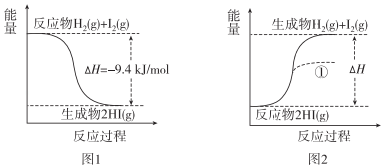 能量
反应物H₂(g)+I₂(g)
ΔH=−9.4 kJ/mol
生成物2HI(g)
反应过程
图1
能量
生成物H₂(g)+I₂(g)
①
ΔH
反应物2HI(g)
反应过程
图2